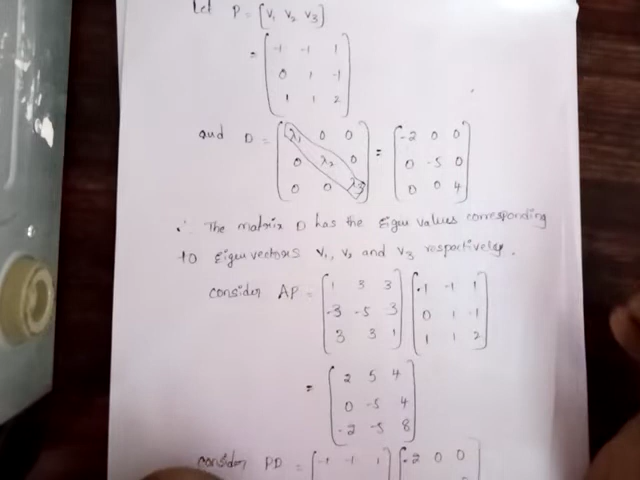 Let P = [V₁ V₂ V₃]
= [-1 -1 1
0 1 -1
1 1 2]
and D = [λ₁ 0 0
0 λ₂ 0
0 0 λ3] = [-2 0 0
0 -5 0
0 0 4]
∴ The matrix D has the Eigen values corresponding
to Eigen vectors V₁, V₂ and V₃ respectively.
consider AP = [1 3 3
-3 -5 3
3 3 1] [-1 -1 1
0 1 -1
1 1 2]
= [2 5 4
0 -5 4
-2 -5 8]
consider PD = [-1 -1 1] [-2 0 0]